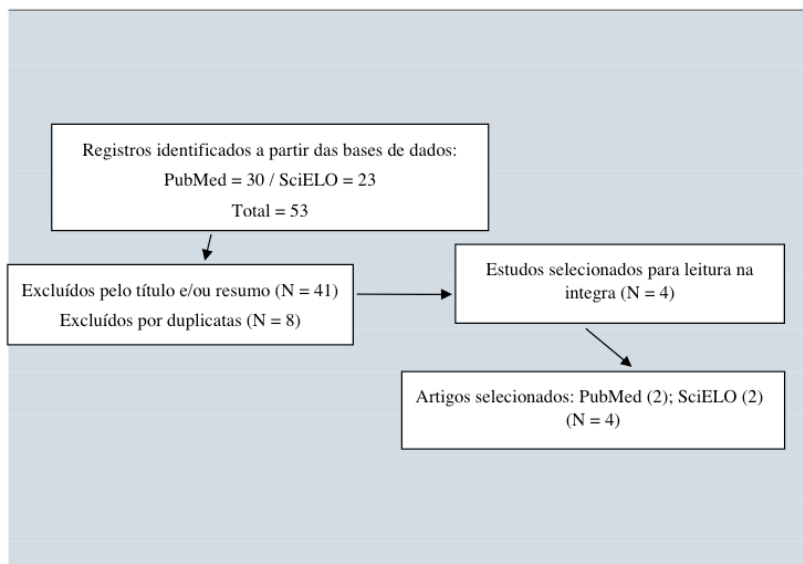 Registros identificados a partir das bases de dados:
PubMed = 30 / SciELO = 23
Total = 53
Excluídos pelo título e/ou resumo (N = 41)
Excluídos por duplicatas (N = 8)
Estudos selecionados para leitura na
integra (N = 4)
Artigos selecionados: PubMed (2); SciELO (2)
(N = 4)